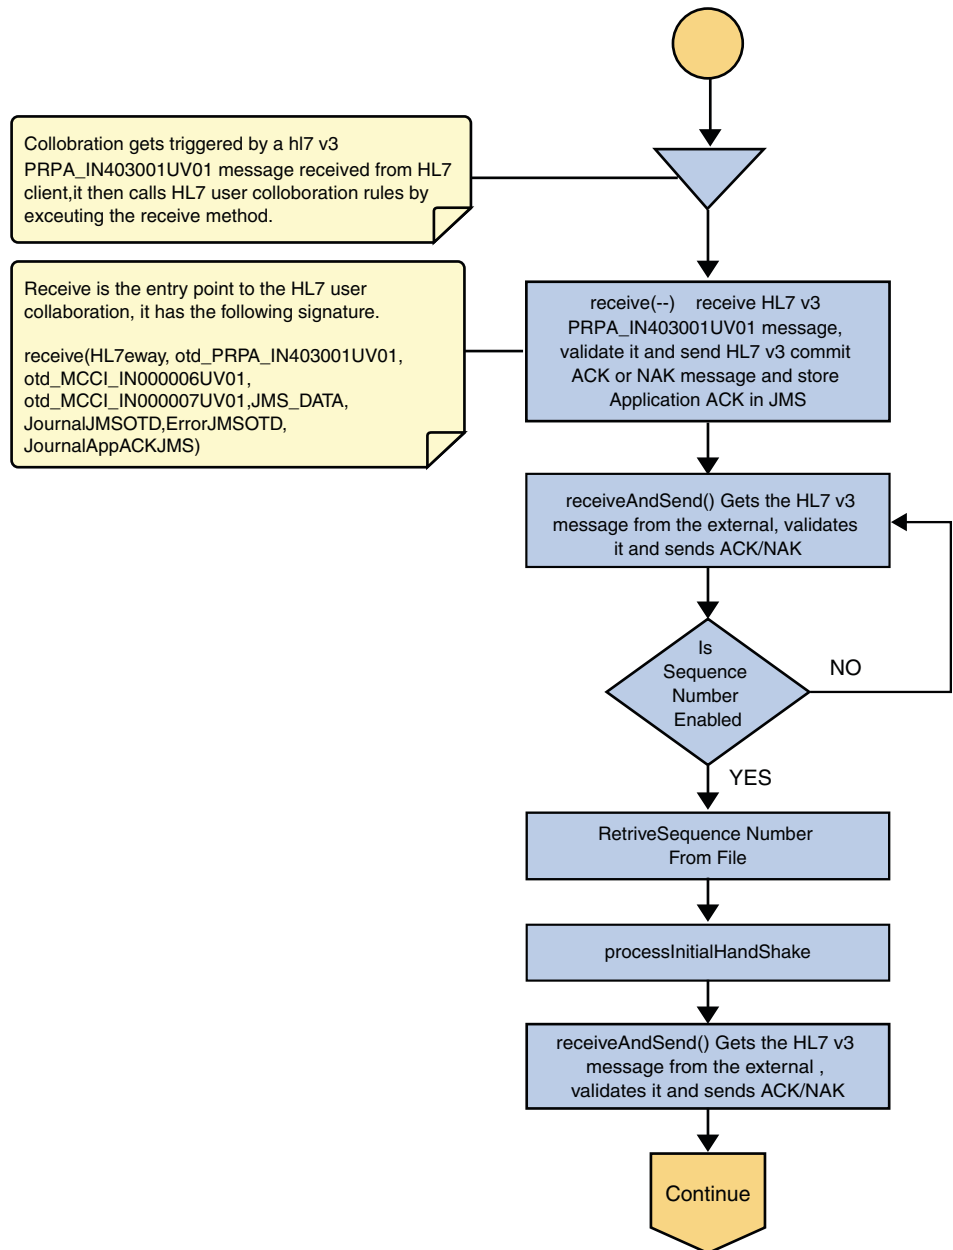 Collobration gets triggered by a hl7 v3
PRPA_IN403001UV01 message received from HL7
client,it then calls HL7 user colloboration rules by
exceuting the receive method.
Receive is the entry point to the HL7 user
collaboration, it has the following signature.
receive(HL7eway, otd_PRPA_IN403001UV01,
otd_MCCI_IN000006UV01,
otd_MCCI_IN000007UV01,JMS_DATA,
JournalJMSOTD,ErrorJMSOTD,
JournalAppACKJMS)
receive(--) receive HL7 v3
PRPA_IN403001UV01 message,
validate it and send HL7 v3 commit
ACK or NAK message and store
Application ACK in JMS
receiveAndSend() Gets the HL7 v3
message from the external, validates
it and sends ACK/NAK
Is
Sequence
Number
Enabled
NO
YES
RetriveSequence Number
From File
processInitialHandShake
receiveAndSend() Gets the HL7 v3
message from the external ,
validates it and sends ACK/NAK
Continue